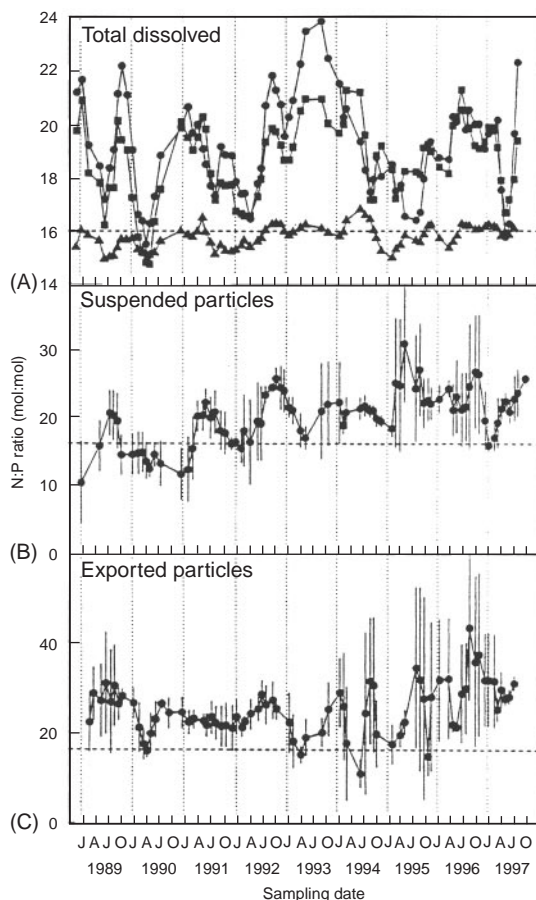 24
Total dissolved
22
20
18
16
(A)
14
Suspended particles
30
20
10
N:P ratio (mol:mol)
(B)
0
Exported particles
40
20
(C)
0
J A J O J A J O J A J O J A J O J A J O J A J O J A J O J A J O J A J O
1989 1990 1991 1992 1993 1994 1995 1996 1997
Sampling date